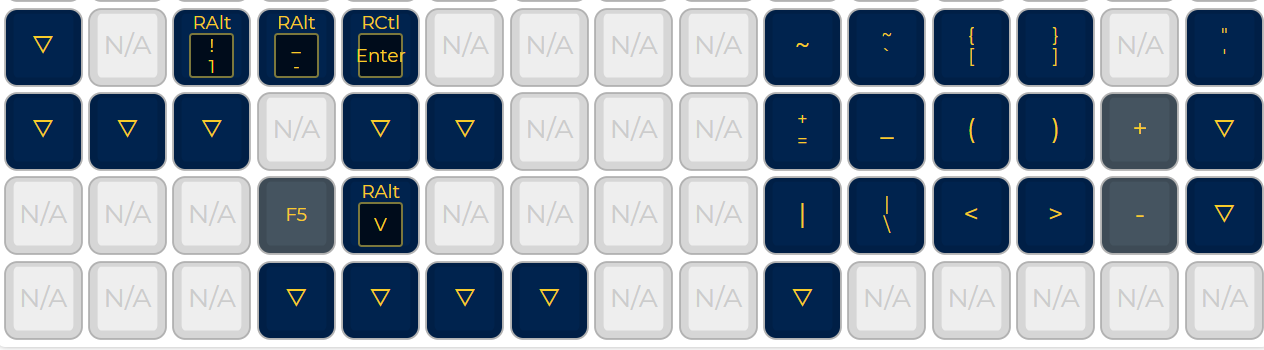 ▽ N/A RAlt ! 1 RAlt _ - RCtl Enter N/A N/A N/A N/A ~ ~ ` { [ } ] N/A " '
▽ ▽ ▽ N/A ▽ ▽ N/A N/A N/A + = _ ( ) + ▽
N/A N/A N/A F5 RAlt V N/A N/A N/A N/A | | \ < > - ▽
N/A N/A N/A ▽ ▽ ▽ ▽ N/A N/A ▽ N/A N/A N/A N/A N/A